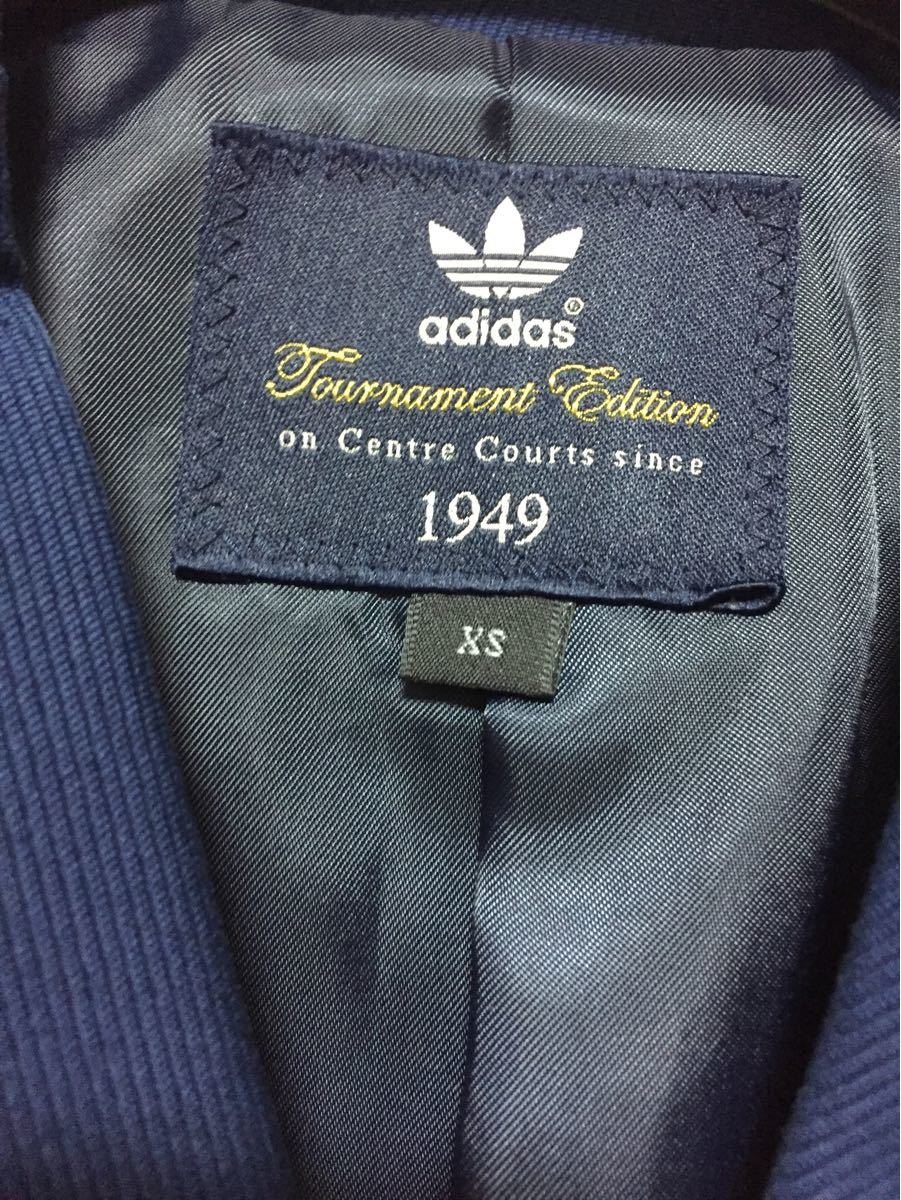 adidas®
Tournament Edition
on Centre Courts since
1949
XS